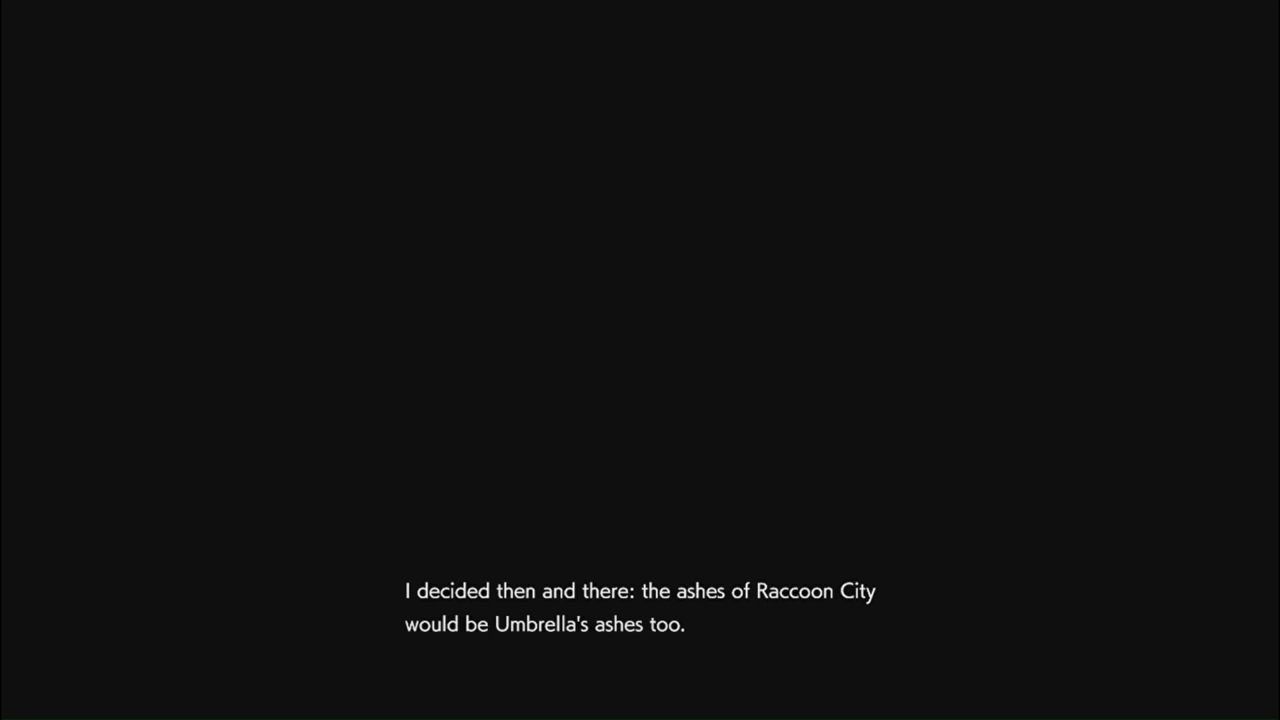 I decided then and there: the ashes of Raccoon City
would be Umbrella's ashes too.